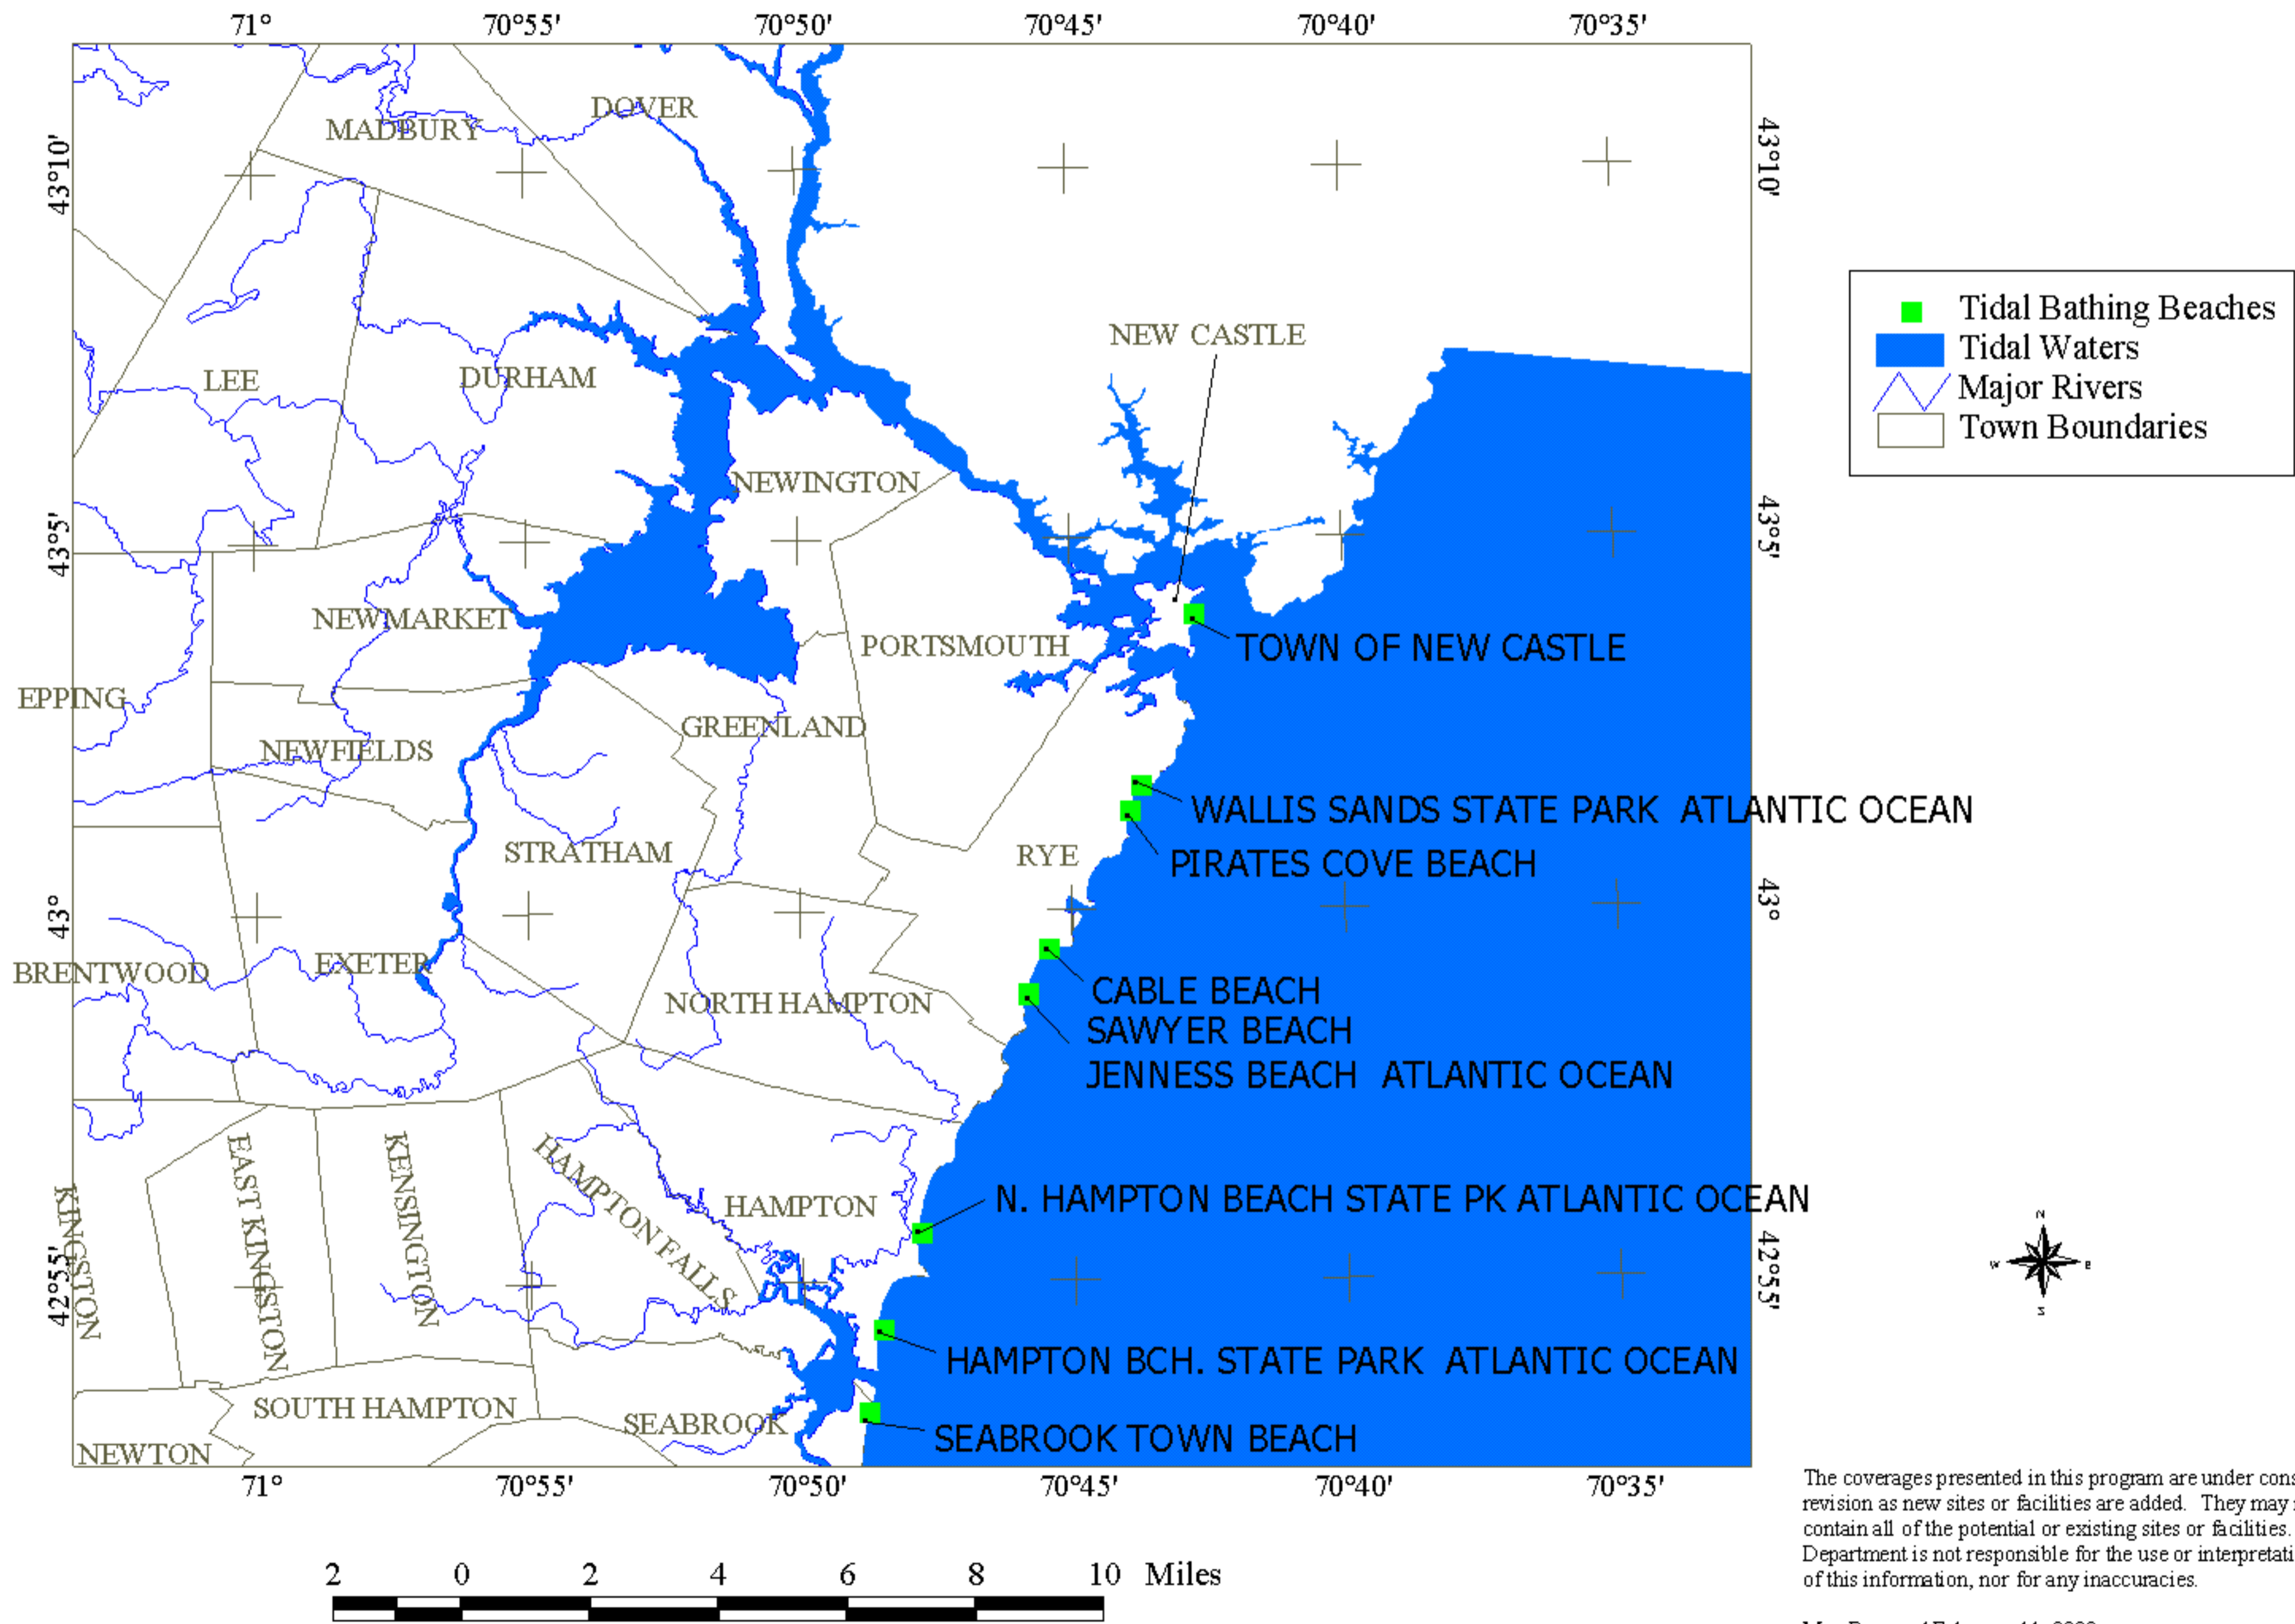 71° 70°55' 70°50' 70°45' 70°40' 70°35'
43°10'
43°5'
43°
42°55'
43°10'
43°5'
43°
42°55'
DOVER
MADBURY
NEW CASTLE
LEE
DURHAM
NEWINGTON
NEWMARKET
PORTSMOUTH
TOWN OF NEW CASTLE
EPPING
GREENLAND
NEWFIELDS
WALLIS SANDS STATE PARK ATLANTIC OCEAN
STRATHAM
RYE
PIRATES COVE BEACH
BRENTWOOD
EXETER
NORTH HAMPTON
CABLE BEACH
SAWYER BEACH
JENNESS BEACH ATLANTIC OCEAN
KINGSTON
EAST KINGSTON
KENSINGTON
HAMPTON FALLS
HAMPTON
N. HAMPTON BEACH STATE PK ATLANTIC OCEAN
HAMPTON BCH. STATE PARK ATLANTIC OCEAN
SOUTH HAMPTON
SEABROOK
SEABROOK TOWN BEACH
NEWTON
71° 70°55' 70°50' 70°45' 70°40' 70°35'
2 0 2 4 6 8 10 Miles
Tidal Bathing Beaches
Tidal Waters
Major Rivers
Town Boundaries
N
W E
S
The coverages presented in this program are under cons
revision as new sites or facilities are added. They may
contain all of the potential or existing sites or facilities.
Department is not responsible for the use or interpretati
of this information, nor for any inaccuracies.